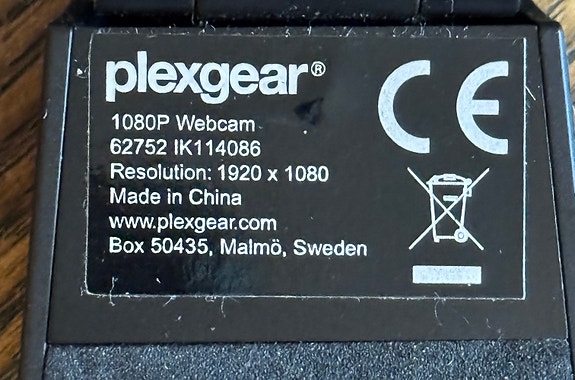 plexgear®
1080P Webcam
62752 IK114086
Resolution: 1920 x 1080
Made in China
www.plexgear.com
Box 50435, Malmö, Sweden
CE